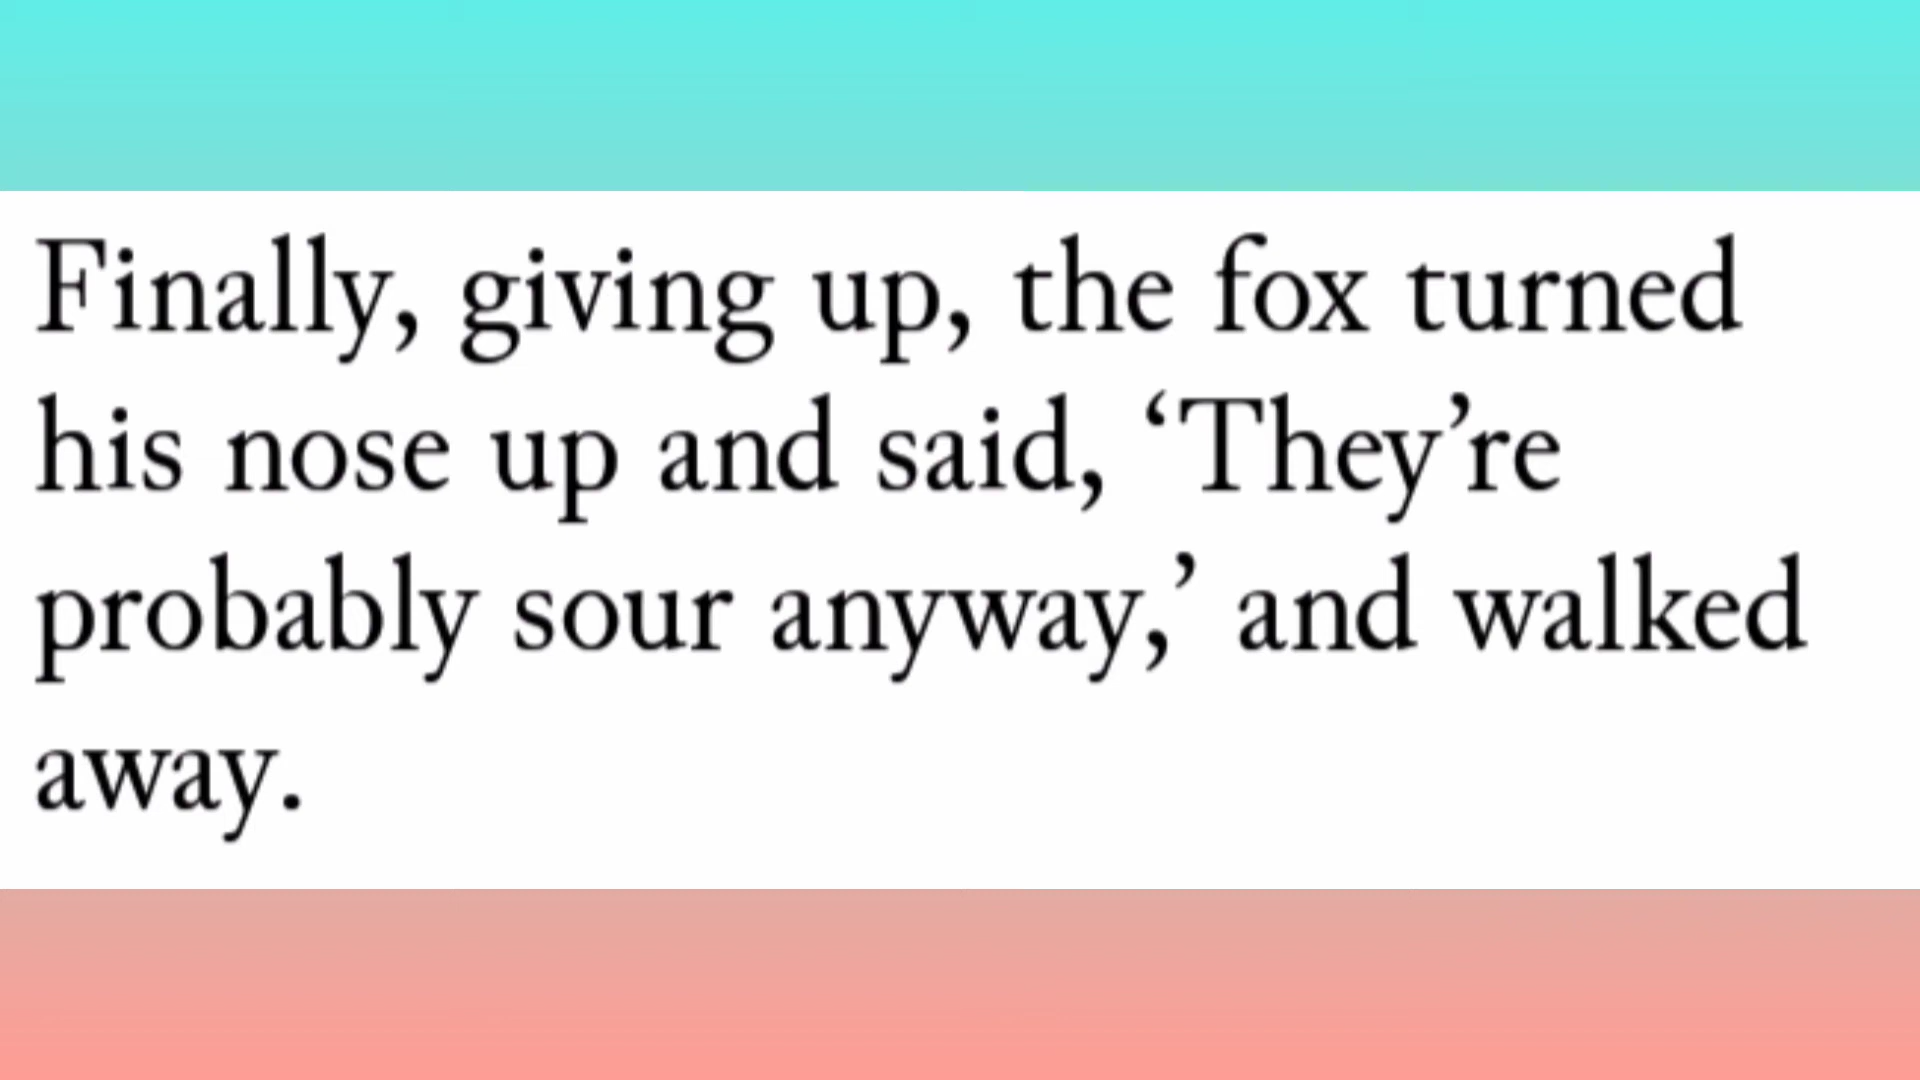 Finally, giving up, the fox turned
his nose up and said, ‘They’re
probably sour anyway,’ and walked
away.